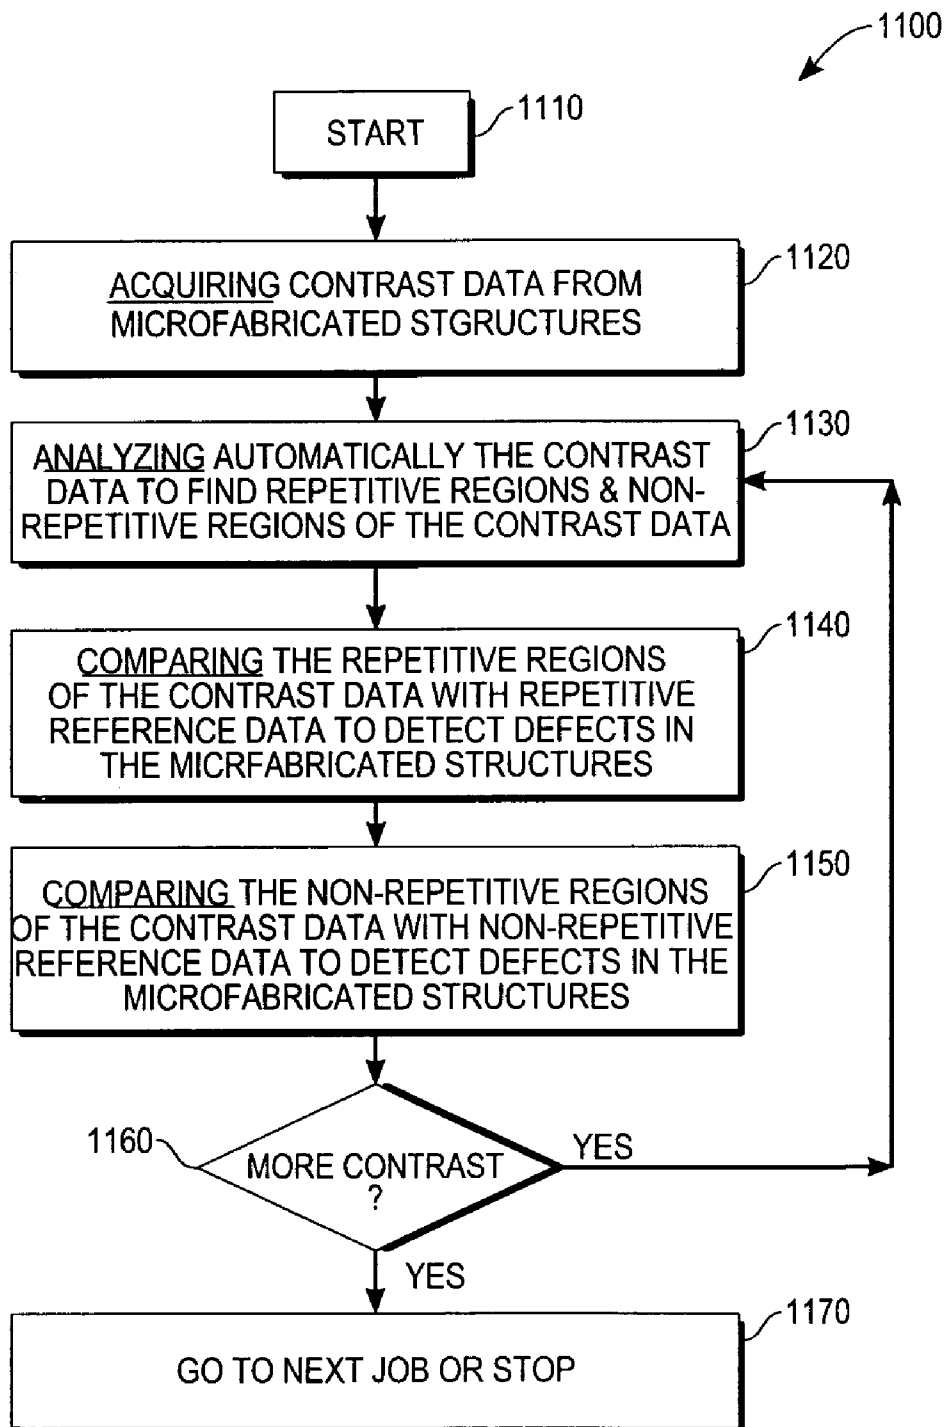 1100
START
1110
ACQUIRING CONTRAST DATA FROM
MICROFABRICATED STGRUCTURES
1120
ANALYZING AUTOMATICALLY THE CONTRAST
DATA TO FIND REPETITIVE REGIONS & NON-
REPETITIVE REGIONS OF THE CONTRAST DATA
1130
COMPARING THE REPETITIVE REGIONS
OF THE CONTRAST DATA WITH REPETITIVE
REFERENCE DATA TO DETECT DEFECTS IN
THE MICRFABRICATED STRUCTURES
1140
COMPARING THE NON-REPETITIVE REGIONS
OF THE CONTRAST DATA WITH NON-REPETITIVE
REFERENCE DATA TO DETECT DEFECTS IN THE
MICROFABRICATED STRUCTURES
1150
1160
MORE CONTRAST
?
YES
YES
GO TO NEXT JOB OR STOP
1170